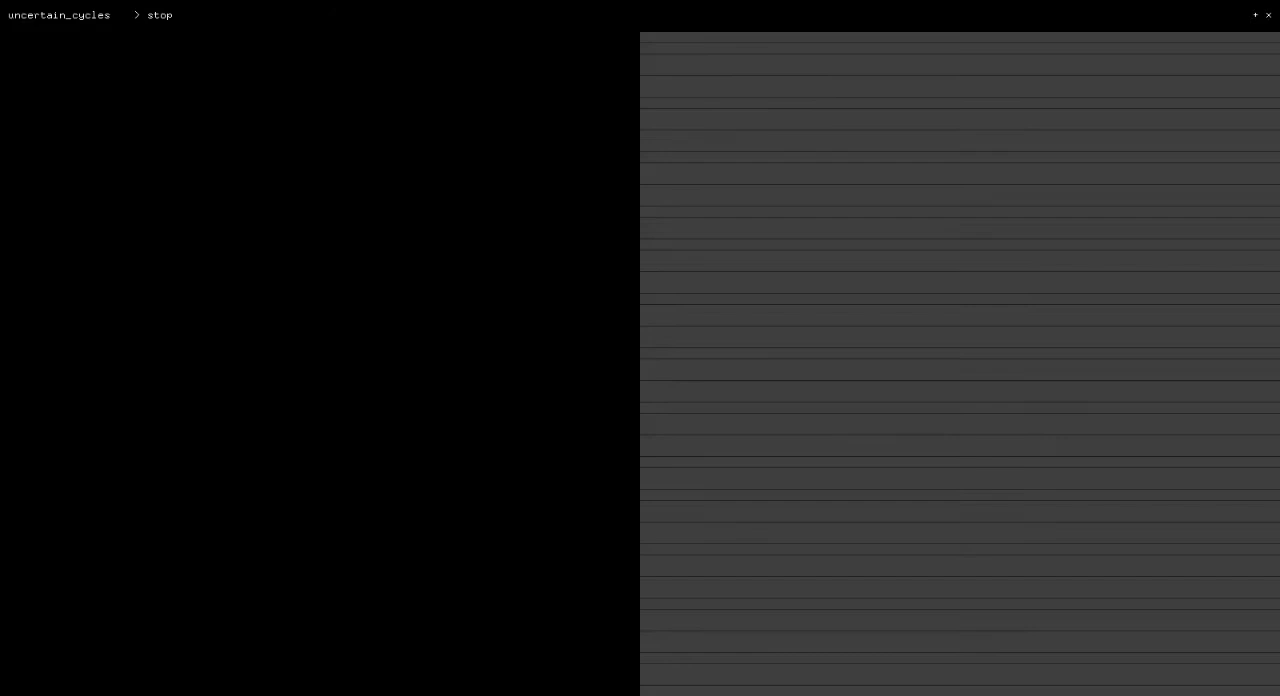 uncertain_cycles > stop + ×